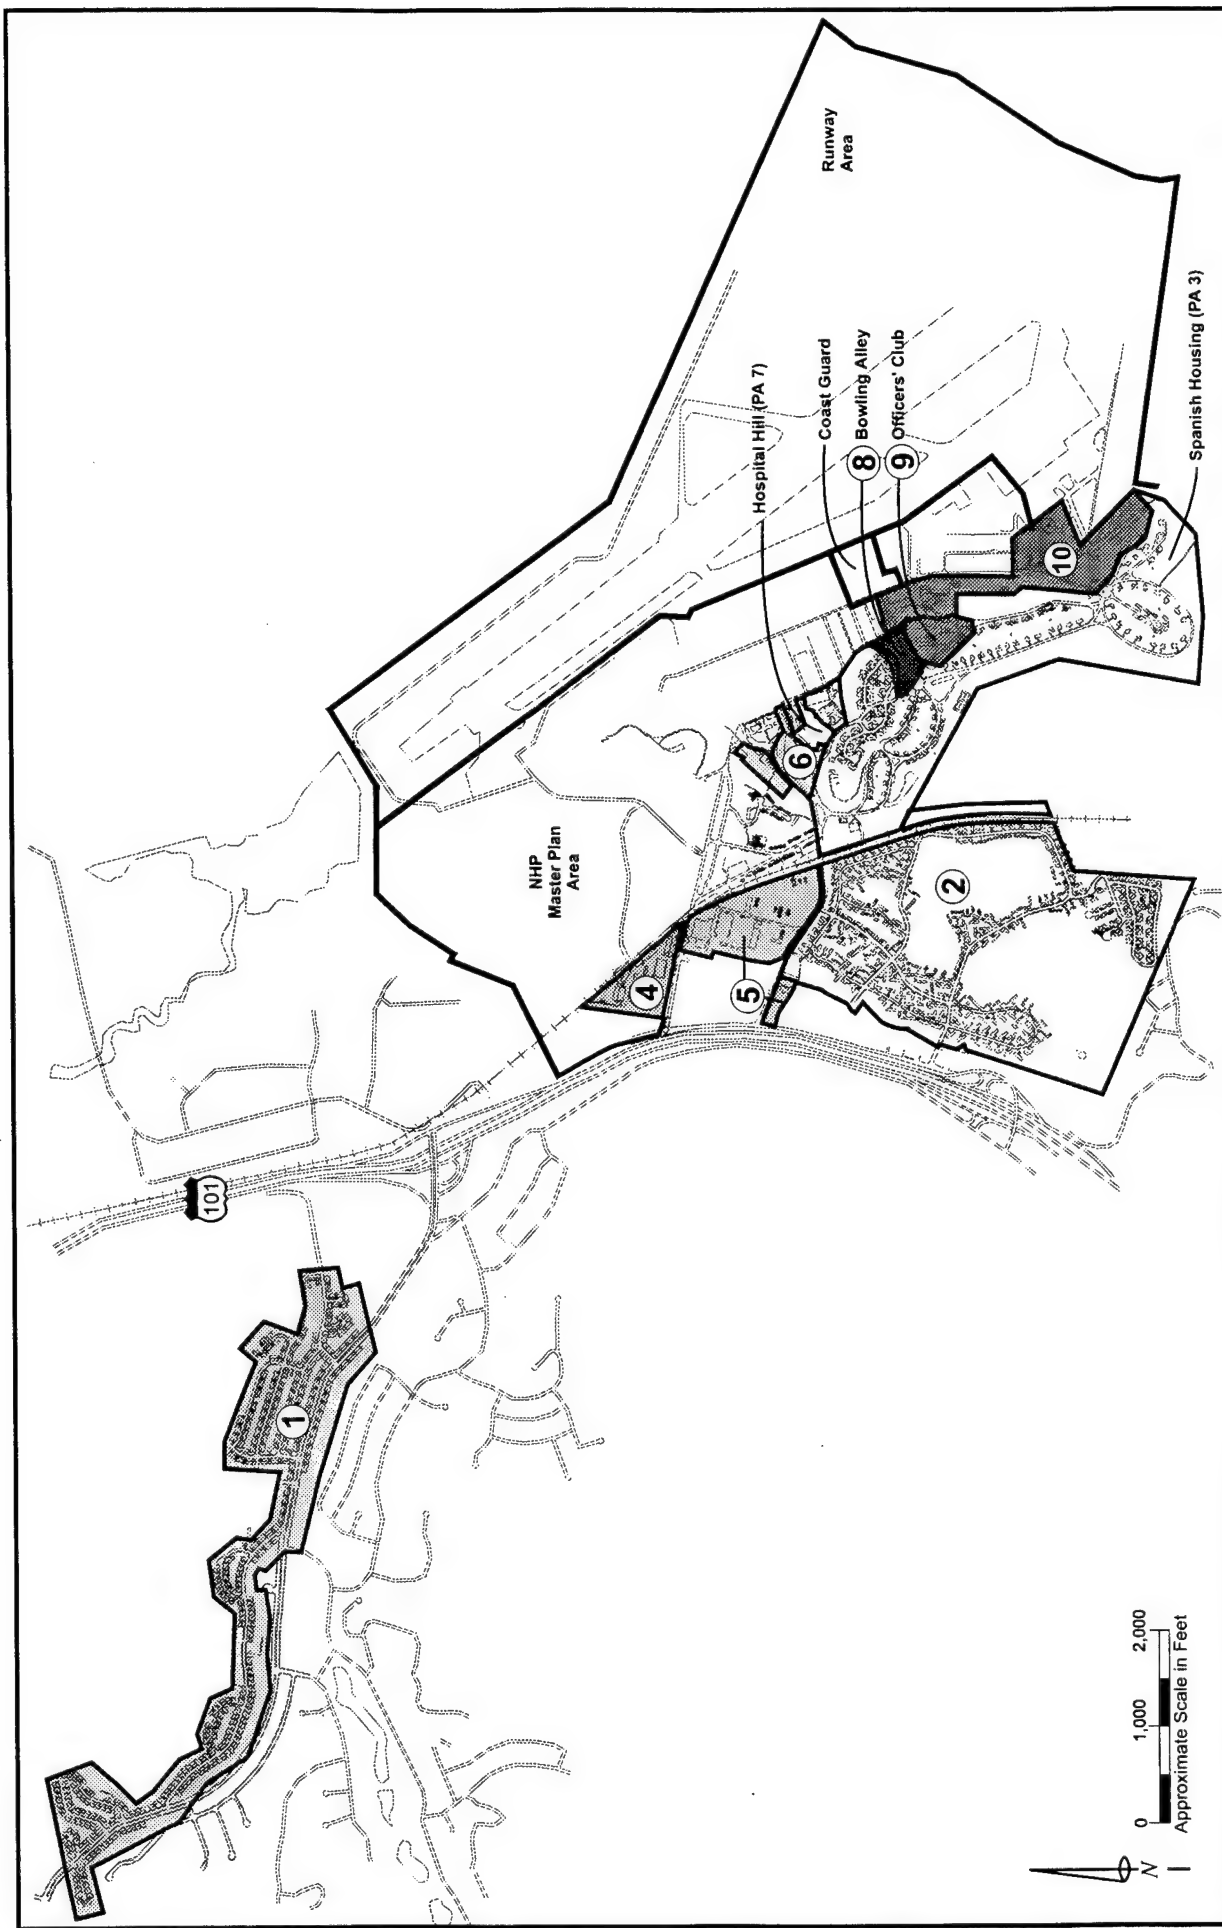 101
1
NHP
Master Plan
Area
Runway
Area
Hospital Hill (PA 7)
Coast Guard
8 Bowling Alley
9 Officers' Club
4
5
6
2
10
Spanish Housing (PA 3)
N
0 1,000 2,000
Approximate Scale in Feet